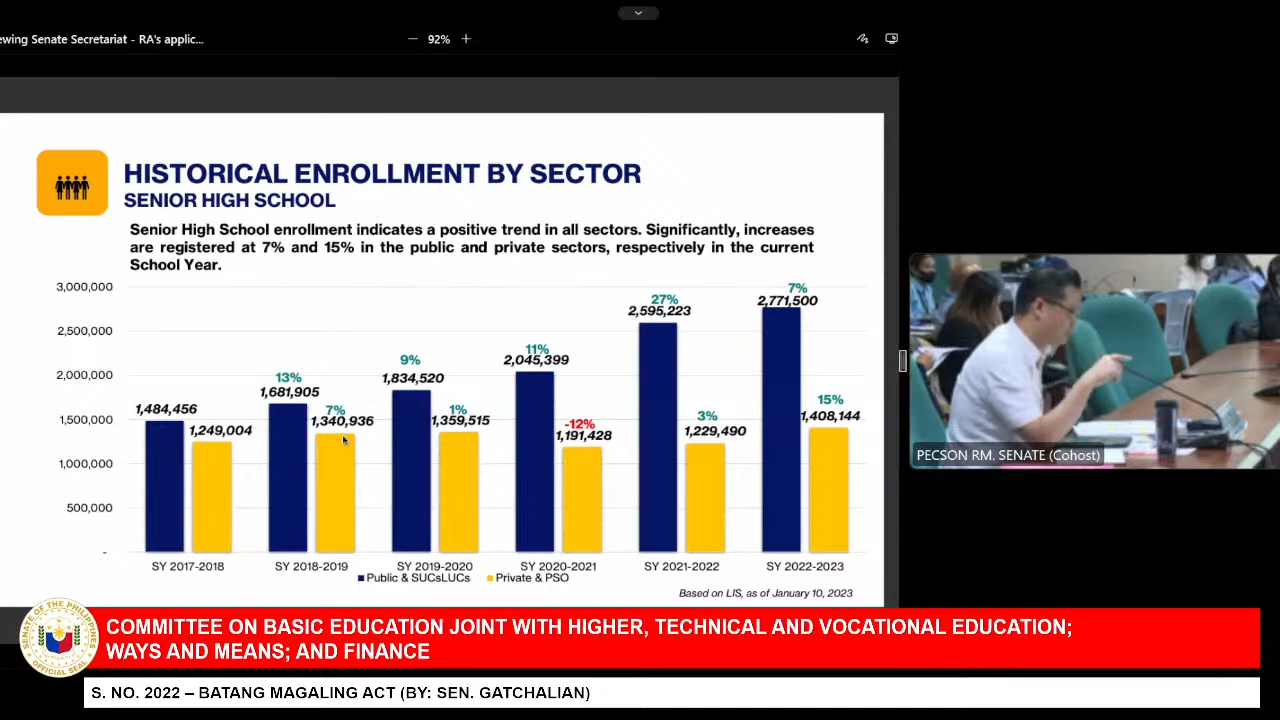 ewing Senate Secretariat - RA's applic...
92%
HISTORICAL ENROLLMENT BY SECTOR
SENIOR HIGH SCHOOL
Senior High School enrollment indicates a positive trend in all sectors. Significantly, increases
are registered at 7% and 15% in the public and private sectors, respectively in the current
School Year.
3,000,000
2,500,000
2,000,000
1,500,000
1,000,000
500,000
-
1,484,456
1,249,004
13%
1,681,905
7%
1,340,936
9%
1,834,520
1%
1,359,515
11%
2,045,399
-12%
1,191,428
27%
2,595,223
3%
1,229,490
7%
2,771,500
15%
1,408,144
SY 2017-2018
SY 2018-2019
SY 2019-2020
SY 2020-2021
SY 2021-2022
SY 2022-2023
Public & SUCsLUCs
Private & PSO
Based on LIS, as of January 10, 2023
PECSON RM. SENATE (Cohost)
SENATE OF THE PHILIPPINES
OFFICIAL SEAL
COMMITTEE ON BASIC EDUCATION JOINT WITH HIGHER, TECHNICAL AND VOCATIONAL EDUCATION;
WAYS AND MEANS; AND FINANCE
S. NO. 2022 – BATANG MAGALING ACT (BY: SEN. GATCHALIAN)